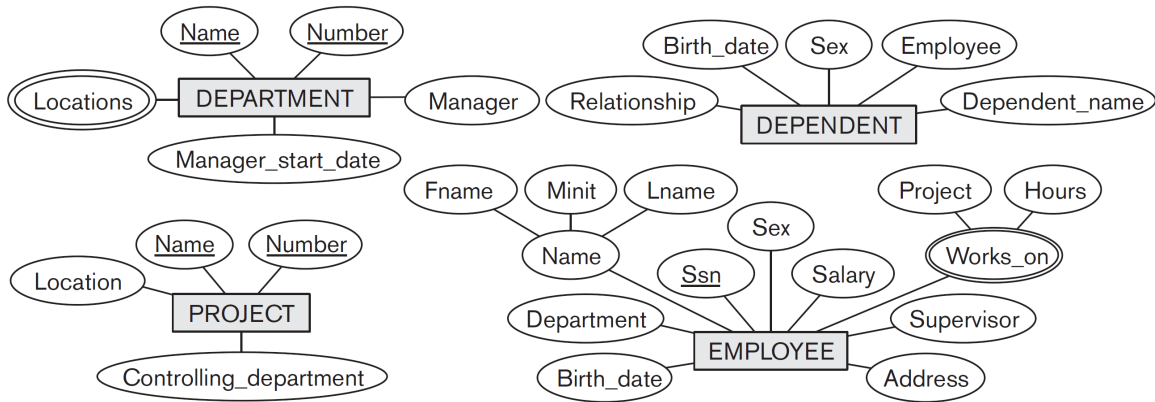 Name
Number
Locations
DEPARTMENT
Manager
Manager_start_date
Birth_date
Sex
Employee
Relationship
Dependent_name
DEPENDENT
Name
Number
Location
PROJECT
Controlling_department
Fname
Minit
Lname
Project
Hours
Sex
Name
Works_on
Ssn
Salary
Department
Supervisor
EMPLOYEE
Birth_date
Address